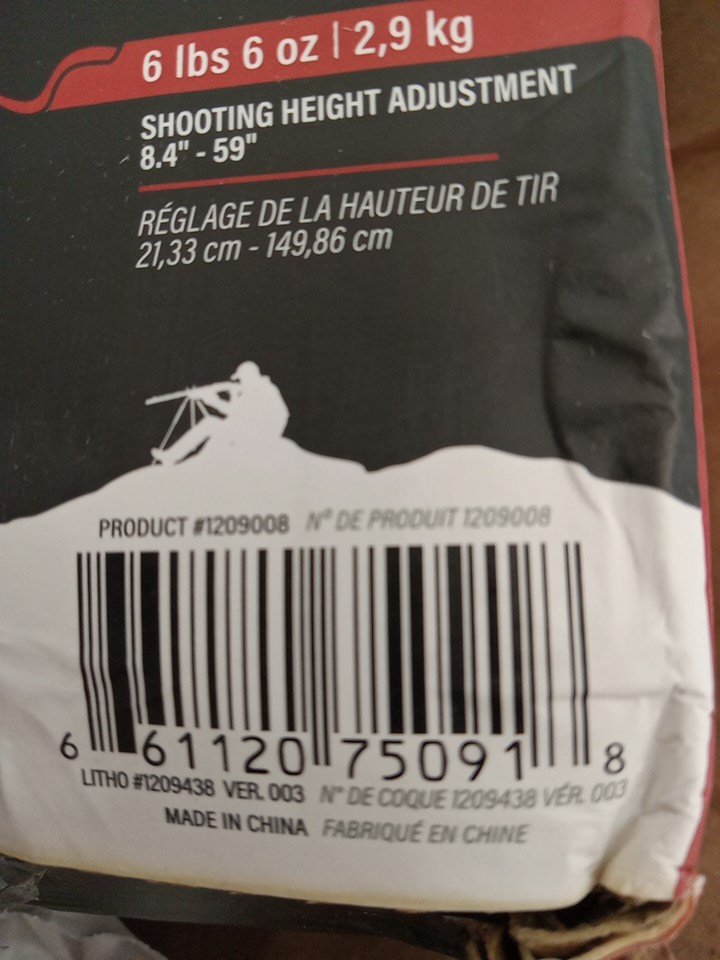 6 lbs 6 oz | 2,9 kg
SHOOTING HEIGHT ADJUSTMENT
8.4" - 59"
RÉGLAGE DE LA HAUTEUR DE TIR
21,33 cm - 149,86 cm
PRODUCT #1209008 N° DE PRODUIT 1209008
6 61120 75091 8
LITHO #1209438 VER. 003 N° DE COQUE 1209438 VÉR. 003
MADE IN CHINA FABRIQUÉ EN CHINE